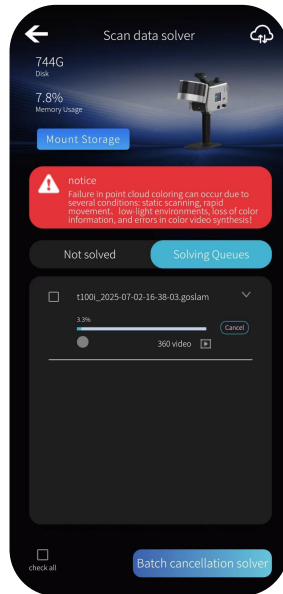 Scan data solver
744G
Disk
7.8%
Memory Usage
Mount Storage
notice
Failure in point cloud coloring can occur due to
several conditions: static scanning, rapid
movement、low-light environments, loss of color
information, and errors in color video synthesis!
Not solved
Solving Queues
t100i_2025-07-02-16-38-03.goslam
3.3%
Cancel
360 video
check all
Batch cancellation solver